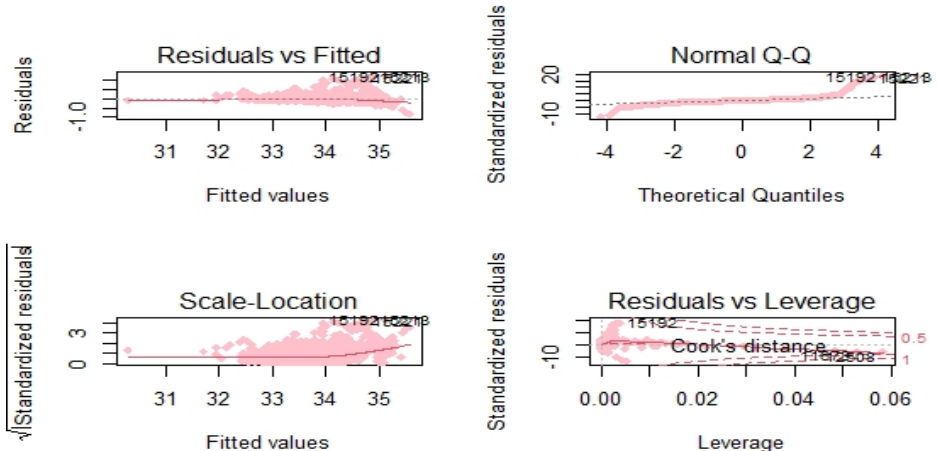 Residuals vs Fitted
Residuals
-1.0
15192
31 32 33 34 35
Fitted values
Normal Q-Q
Standardized residuals
-10 20
15192
-4 -2 0 2 4
Theoretical Quantiles
Scale-Location
√|Standardized residuals|
0 3
15192
31 32 33 34 35
Fitted values
Residuals vs Leverage
Standardized residuals
-10
15192
Cook's distance
0.5
1
0.00 0.02 0.04 0.06
Leverage